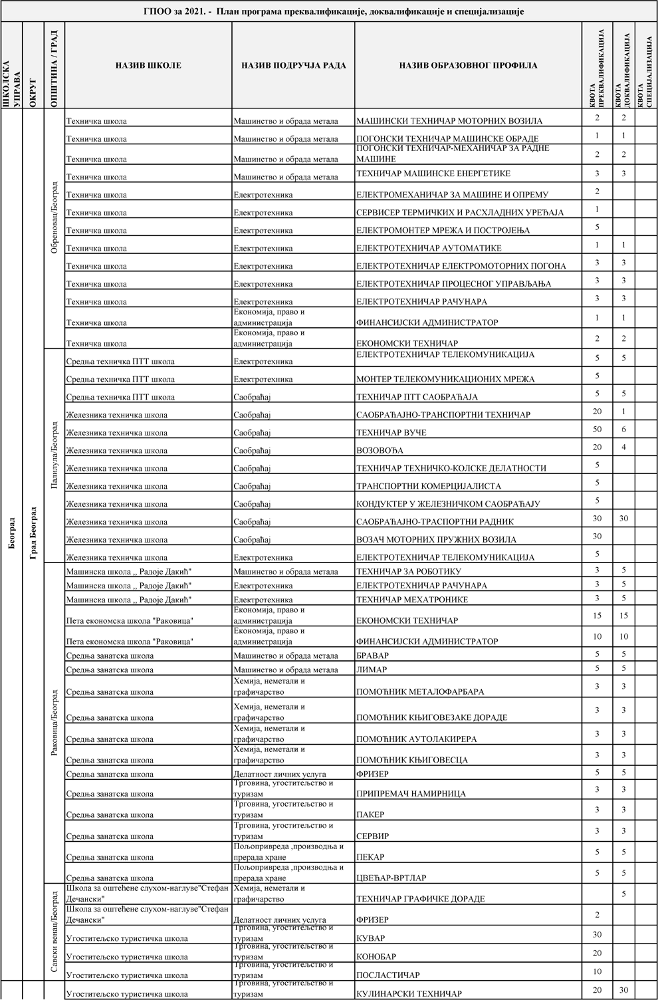 ГПОО за 2021. - План програма преквалификације, доквалификације и специјализације
ШКОЛСКА УПРАВА ОКРУГ ОПШТИНА / ГРАД НАЗИВ ШКОЛЕ НАЗИВ ПОДРУЧЈА РАДА НАЗИВ ОБРАЗОВНОГ ПРОФИЛА КВОТА ПРЕКВАЛИФИКАЦИЈА КВОТА ДОКВАЛИФИКАЦИЈА КВОТА СПЕЦИЈАЛИЗАЦИЈА
Београд
Град Београд
Обреновац/Београд
Техничка школа Машинство и обрада метала МАШИНСКИ ТЕХНИЧАР МОТОРНИХ ВОЗИЛА 2 2
Техничка школа Машинство и обрада метала ПОГОНСКИ ТЕХНИЧАР МАШИНСКЕ ОБРАДЕ 1 1
Техничка школа Машинство и обрада метала ПОГОНСКИ ТЕХНИЧАР-МЕХАНИЧАР ЗА РАДНЕ
МАШИНЕ 2 2
Техничка школа Машинство и обрада метала ТЕХНИЧАР МАШИНСКЕ ЕНЕРГЕТИКЕ 3 3
Техничка школа Електротехника ЕЛЕКТРОМЕХАНИЧАР ЗА МАШИНЕ И ОПРЕМУ 2
Техничка школа Електротехника СЕРВИСЕР ТЕРМИЧКИХ И РАСХЛАДНИХ УРЕЂАЈА 1
Техничка школа Електротехника ЕЛЕКТРОМОНТЕР МРЕЖА И ПОСТРОЈЕЊА 5
Техничка школа Електротехника ЕЛЕКТРОТЕХНИЧАР АУТОМАТИКЕ 1 1
Техничка школа Електротехника ЕЛЕКТРОТЕХНИЧАР ЕЛЕКТРОМОТОРНИХ ПОГОНА 3 3
Техничка школа Електротехника ЕЛЕКТРОТЕХНИЧАР ПРОЦЕСНОГ УПРАВЉАЊА 3 3
Техничка школа Електротехника ЕЛЕКТРОТЕХНИЧАР РАЧУНАРА 3 3
Економија, право и
Техничка школа администрација ФИНАНСИЈСКИ АДМИНИСТРАТОР 1 1
Економија, право и
Техничка школа администрација ЕКОНОМСКИ ТЕХНИЧАР 2 2
Палилула/Београд
Средња техничка ПТТ школа Електротехника ЕЛЕКТРОТЕХНИЧАР ТЕЛЕКОМУНИКАЦИЈА 5 5
Средња техничка ПТТ школа Електротехника МОНТЕР ТЕЛЕКОМУНИКАЦИОНИХ МРЕЖА 5
Средња техничка ПТТ школа Саобраћај ТЕХНИЧАР ПТТ САОБРАЋАЈА 5 5
Железника техничка школа Саобраћај САОБРАЋАЈНО-ТРАНСПОРТНИ ТЕХНИЧАР 20 1
Железника техничка школа Саобраћај ТЕХНИЧАР ВУЧЕ 50 6
Железника техничка школа Саобраћај ВОЗОВОЂА 20 4
Железника техничка школа Саобраћај ТЕХНИЧАР ТЕХНИЧКО-КОЛСКЕ ДЕЛАТНОСТИ 5
Железника техничка школа Саобраћај ТРАНСПОРТНИ КОМЕРЦИЈАЛИСТА 5
Железника техничка школа Саобраћај КОНДУКТЕР У ЖЕЛЕЗНИЧКОМ САОБРАЋАЈУ 5
Железника техничка школа Саобраћај САОБРАЋАЈНО-ТРАСПОРТНИ РАДНИК 30 30
Железника техничка школа Саобраћај ВОЗАЧ МОТОРНИХ ПРУЖНИХ ВОЗИЛА 30
Железника техничка школа Електротехника ЕЛЕКТРОТЕХНИЧАР ТЕЛЕКОМУНИКАЦИЈА 5
Раковица/Београд
Машинска школа ,, Радоје Дакић" Машинство и обрада метала ТЕХНИЧАР ЗА РОБОТИКУ 3 5
Машинска школа ,, Радоје Дакић" Електротехника ЕЛЕКТРОТЕХНИЧАР РАЧУНАРА 3 5
Машинска школа ,, Радоје Дакић" Електротехника ТЕХНИЧАР МЕХАТРОНИКЕ 3 5
Економија, право и
Пета економска школа "Раковица" администрација ЕКОНОМСКИ ТЕХНИЧАР 15 15
Економија, право и
Пета економска школа "Раковица" администрација ФИНАНСИЈСКИ АДМИНИСТРАТОР 10 10
Средња занатска школа Машинство и обрада метала БРАВАР 5 5
Средња занатска школа Машинство и обрада метала ЛИМАР 5 5
Хемија, неметали и
Средња занатска школа графичарство ПОМОЋНИК МЕТАЛОФАРБАРА 3 3
Хемија, неметали и
Средња занатска школа графичарство ПОМОЋНИК КЊИГОВЕЗАКЕ ДОРАДЕ 3 3
Хемија, неметали и
Средња занатска школа графичарство ПОМОЋНИК АУТОЛАКИРЕРА 3 3
Хемија, неметали и
Средња занатска школа графичарство ПОМОЋНИК КЊИГОВЕСЦА 3 3
Средња занатска школа Делатност личних услуга ФРИЗЕР 5 5
Трговина, угоститељство и
Средња занатска школа туризам ПРИПРЕМАЧ НАМИРНИЦА 3 3
Трговина, угоститељство и
Средња занатска школа туризам ПАКЕР 3 3
Трговина, угоститељство и
Средња занатска школа туризам СЕРВИР 3 3
Пољопривреда ,производња и
Средња занатска школа прерада хране ПЕКАР 5 5
Пољопривреда ,производња и
Средња занатска школа прерада хране ЦВЕЋАР-ВРТЛАР 5 5
Савски венац/Београд
Школа за оштећене слухом-наглуве"Стефан Хемија, неметали и
Дечански" графичарство ТЕХНИЧАР ГРАФИЧКЕ ДОРАДЕ 5
Школа за оштећене слухом-наглуве"Стефан
Дечански" Делатност личних услуга ФРИЗЕР 2
Трговина, угоститељство и
Угоститељско туристичка школа туризам КУВАР 30
Трговина, угоститељство и
Угоститељско туристичка школа туризам КОНОБАР 20
Трговина, угоститељство и
Угоститељско туристичка школа туризам ПОСЛАСТИЧАР 10
Трговина, угоститељство и
Угоститељско туристичка школа туризам КУЛИНАРСКИ ТЕХНИЧАР 20 30